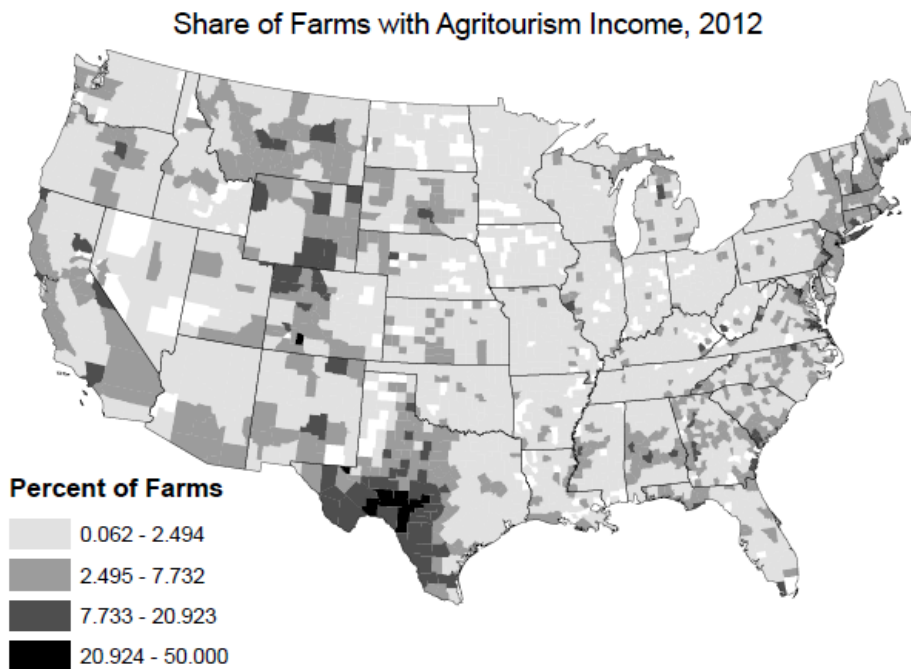 Share of Farms with Agritourism Income, 2012
Percent of Farms
0.062 - 2.494
2.495 - 7.732
7.733 - 20.923
20.924 - 50.000